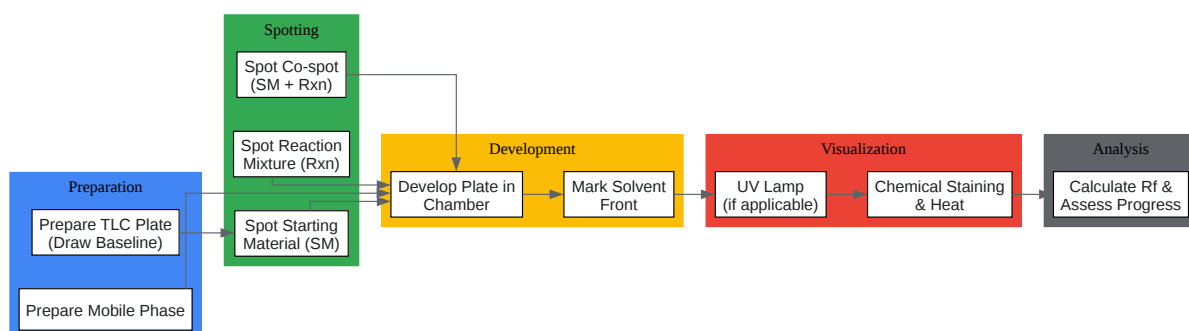 Preparation
Prepare TLC Plate
(Draw Baseline)
Prepare Mobile Phase
Spotting
Spot Co-spot
(SM + Rxn)
Spot Reaction
Mixture (Rxn)
Spot Starting
Material (SM)
Development
Develop Plate in
Chamber
Mark Solvent
Front
Visualization
UV Lamp
(if applicable)
Chemical Staining
& Heat
Analysis
Calculate Rf &
Assess Progress